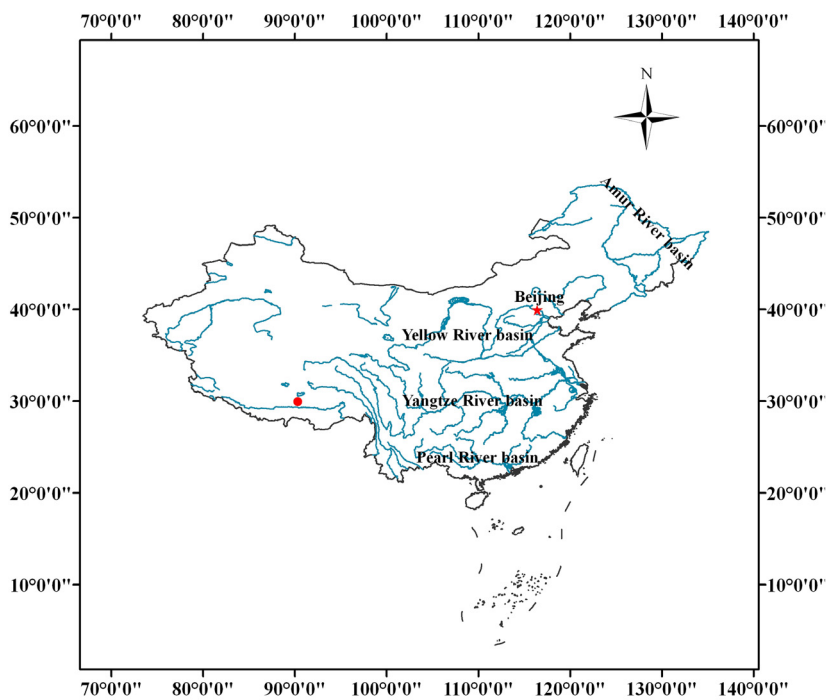 70°0'0" 80°0'0" 90°0'0" 100°0'0" 110°0'0" 120°0'0" 130°0'0" 140°0'0"
N
60°0'0" 60°0'0"
Amur River basin
50°0'0" 50°0'0"
Beijing
40°0'0" 40°0'0"
Yellow River basin
30°0'0" Yangtze River basin 30°0'0"
Pearl River basin
20°0'0" 20°0'0"
10°0'0" 10°0'0"
70°0'0" 80°0'0" 90°0'0" 100°0'0" 110°0'0" 120°0'0" 130°0'0" 140°0'0"